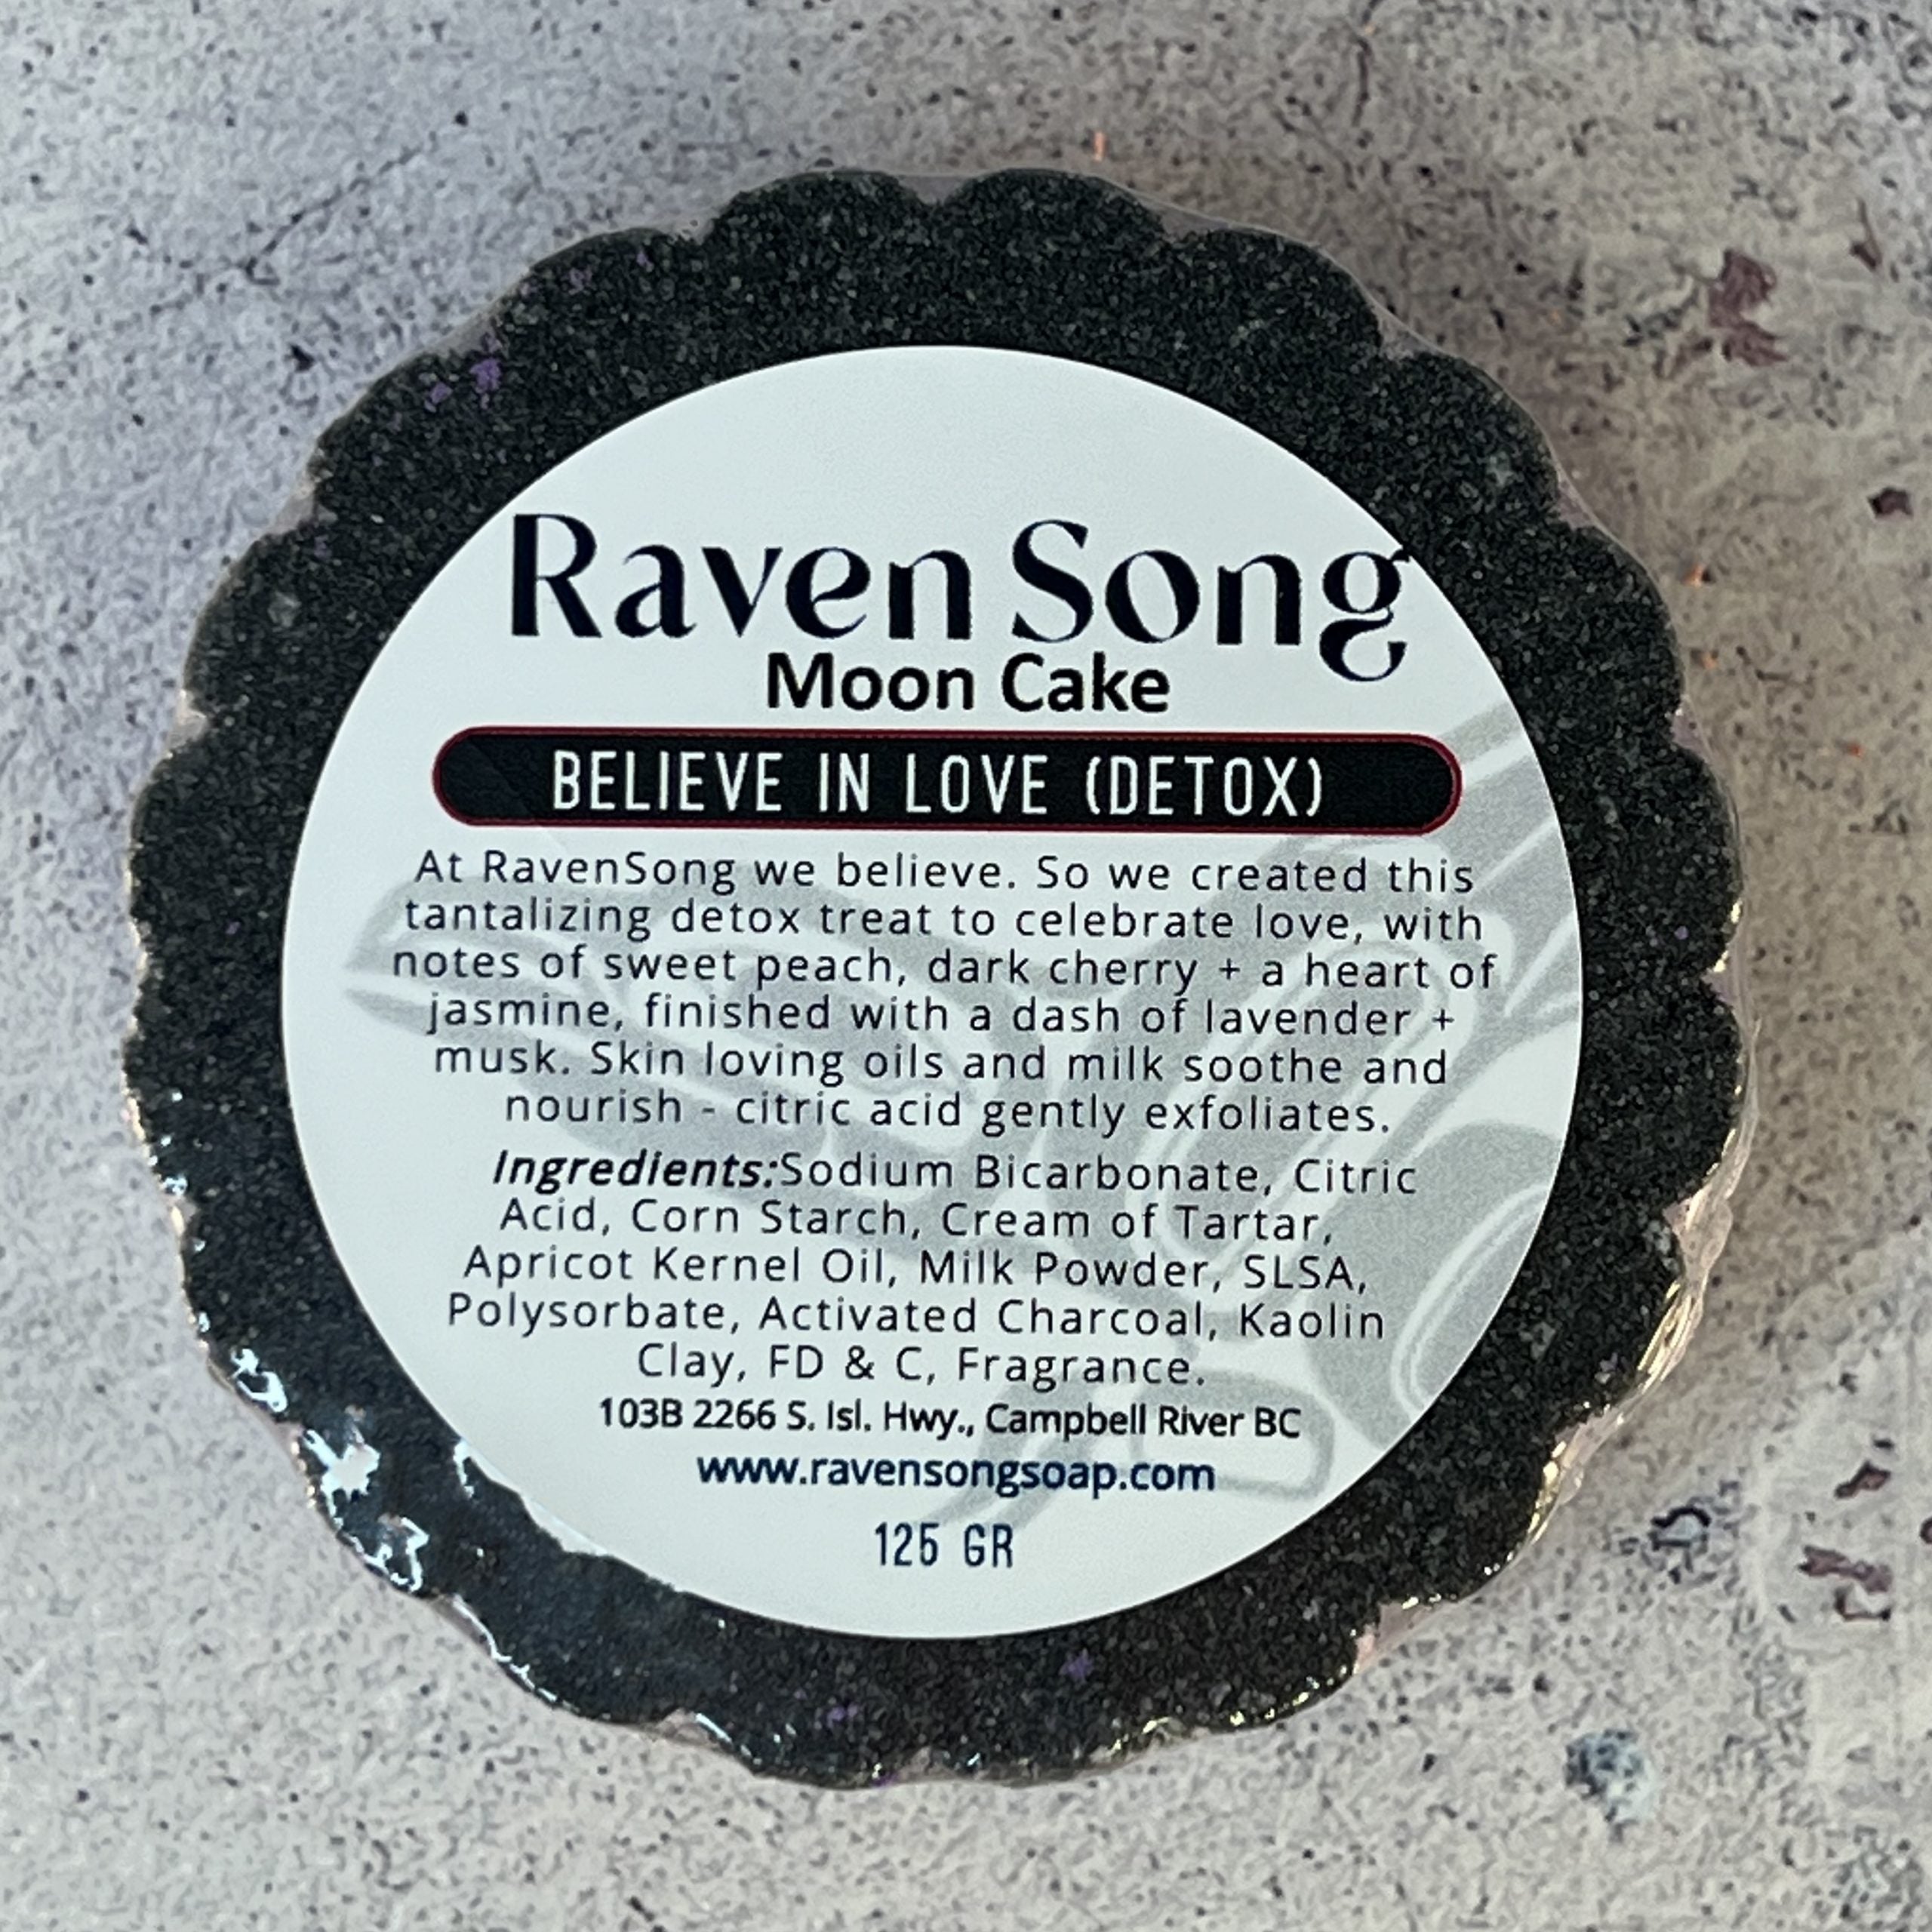 Raven Song
Moon Cake
BELIEVE IN LOVE (DETOX)
At RavenSong we believe. So we created this
tantalizing detox treat to celebrate love, with
notes of sweet peach, dark cherry + a heart of
jasmine, finished with a dash of lavender +
musk. Skin loving oils and milk soothe and
nourish - citric acid gently exfoliates.
Ingredients:Sodium Bicarbonate, Citric
Acid, Corn Starch, Cream of Tartar,
Apricot Kernel Oil, Milk Powder, SLSA,
Polysorbate, Activated Charcoal, Kaolin
Clay, FD & C, Fragrance.
103B 2266 S. Isl. Hwy., Campbell River BC
www.ravensongsoap.com
125 GR